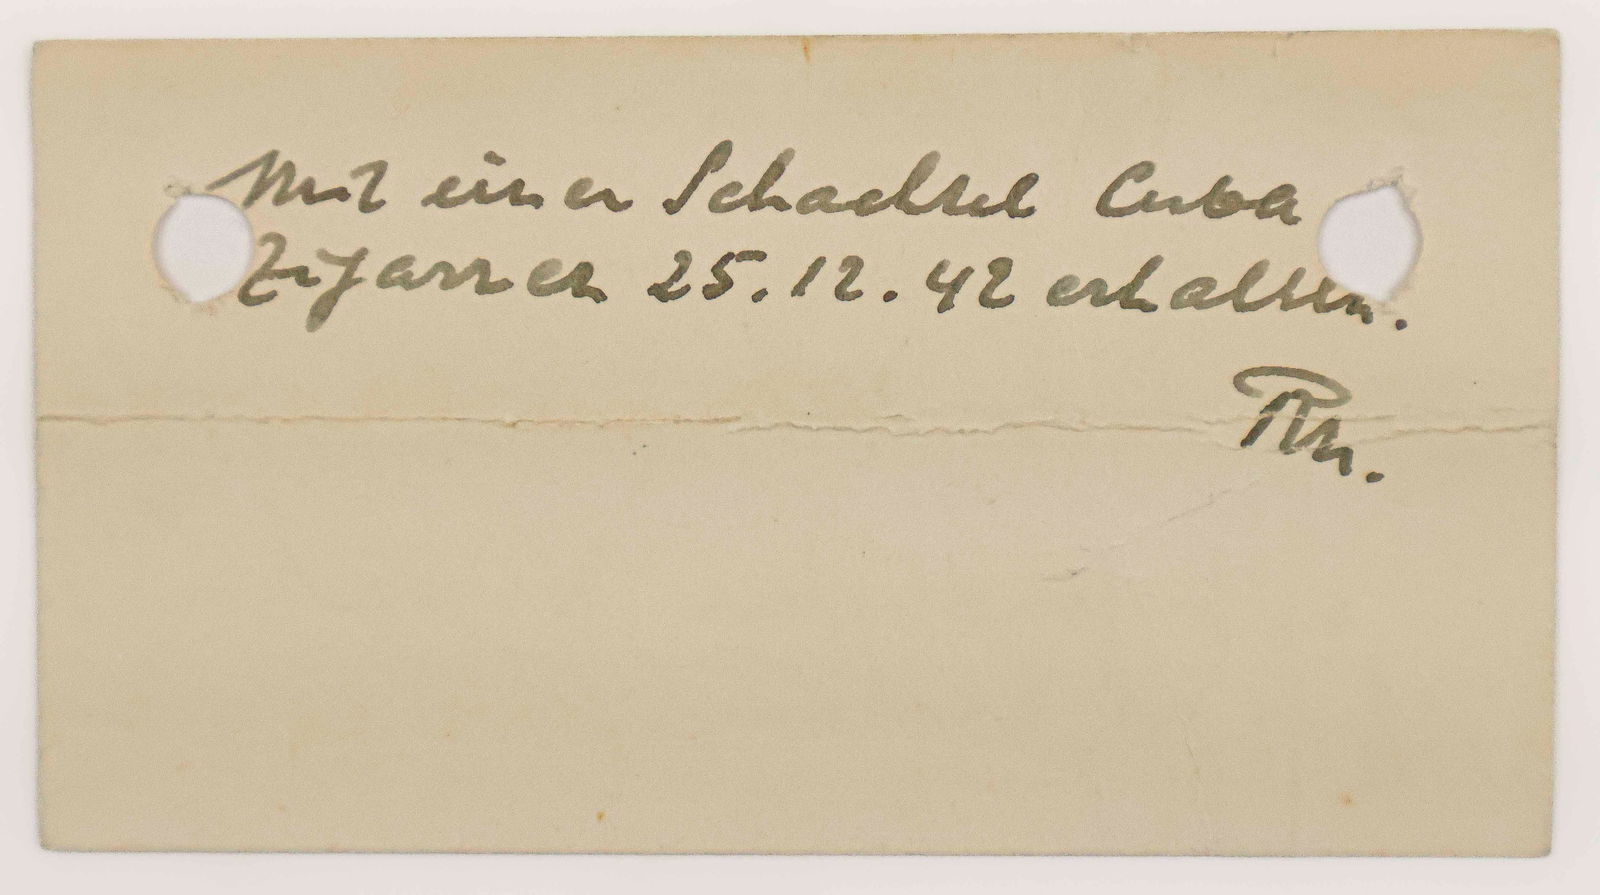 Mit einer Schachtel Cuba
Zigarren 25.12.42 erhalten.